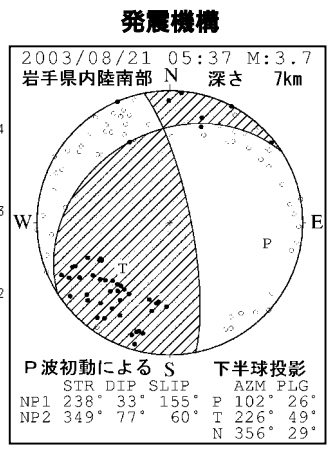 発震機構
2003/08/21 05:37 M:3.7
岩手県内陸南部 N 深さ 7km
W E
P
T
P波初動による S 下半球投影
STR DIP SLIP AZM PLG
NP1 238° 33° 155° P 102° 26°
NP2 349° 77° 60° T 226° 49°
N 356° 29°